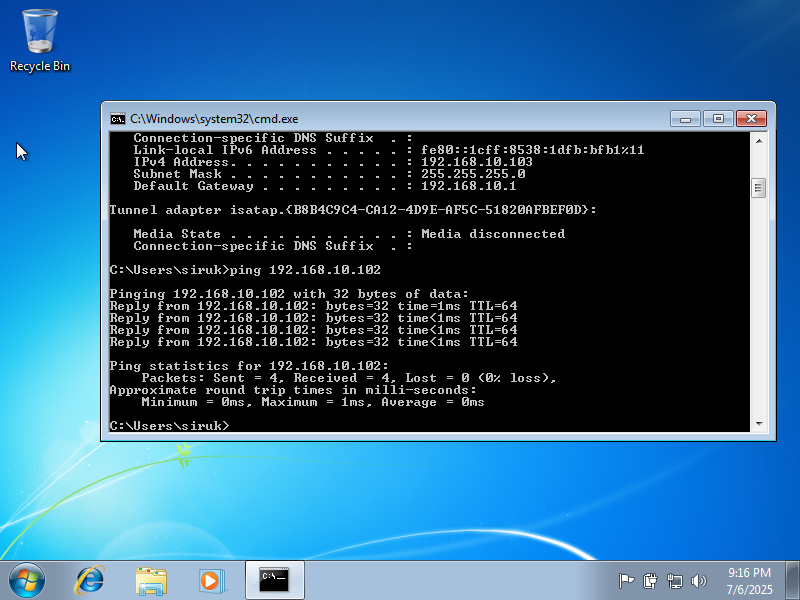 Recycle Bin
C:\Windows\system32\cmd.exe
Connection-specific DNS Suffix  . :
Link-local IPv6 Address . . . . . : fe80::1cff:8538:1dfb:bfb1%11
IPv4 Address. . . . . . . . . . . : 192.168.10.103
Subnet Mask . . . . . . . . . . . : 255.255.255.0
Default Gateway . . . . . . . . . : 192.168.10.1
Tunnel adapter isatap.{B8B4C9C4-CA12-4D9E-AF5C-51820AFBEF0D}:
Media State . . . . . . . . . . . : Media disconnected
Connection-specific DNS Suffix  . :
C:\Users\siruk>ping 192.168.10.102
Pinging 192.168.10.102 with 32 bytes of data:
Reply from 192.168.10.102: bytes=32 time=1ms TTL=64
Reply from 192.168.10.102: bytes=32 time<1ms TTL=64
Reply from 192.168.10.102: bytes=32 time<1ms TTL=64
Reply from 192.168.10.102: bytes=32 time<1ms TTL=64
Ping statistics for 192.168.10.102:
Packets: Sent = 4, Received = 4, Lost = 0 (0% loss),
Approximate round trip times in milli-seconds:
Minimum = 0ms, Maximum = 1ms, Average = 0ms
C:\Users\siruk>
9:16 PM
7/6/2025